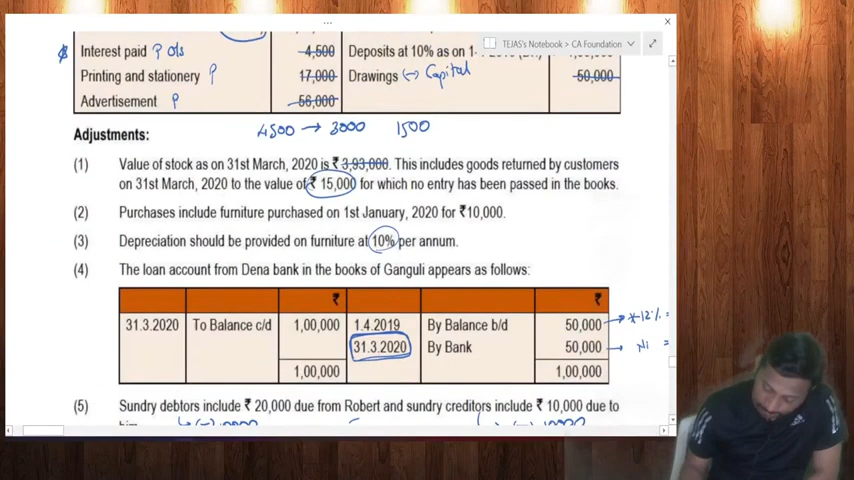 ...
×
TEJAS's Notebook > CA Foundation
Interest paid P ols 4,500 Deposits at 10% as on 1-
Printing and stationery P 17,000 Drawings ↔ Capital 50,000
Advertisement P 56,000
Adjustments: 4500 → 3000 1500
(1) Value of stock as on 31st March, 2020 is ₹ 3,93,000. This includes goods returned by customers
on 31st March, 2020 to the value of ₹ 15,000 for which no entry has been passed in the books.
(2) Purchases include furniture purchased on 1st January, 2020 for ₹10,000.
(3) Depreciation should be provided on furniture at 10% per annum.
(4) The loan account from Dena bank in the books of Ganguli appears as follows:
₹ ₹
31.3.2020 To Balance c/d 1,00,000 1.4.2019 By Balance b/d 50,000 → × 12% =
31.3.2020 By Bank 50,000 → Nil =
1,00,000 1,00,000
(5) Sundry debtors include ₹ 20,000 due from Robert and sundry creditors include ₹ 10,000 due to